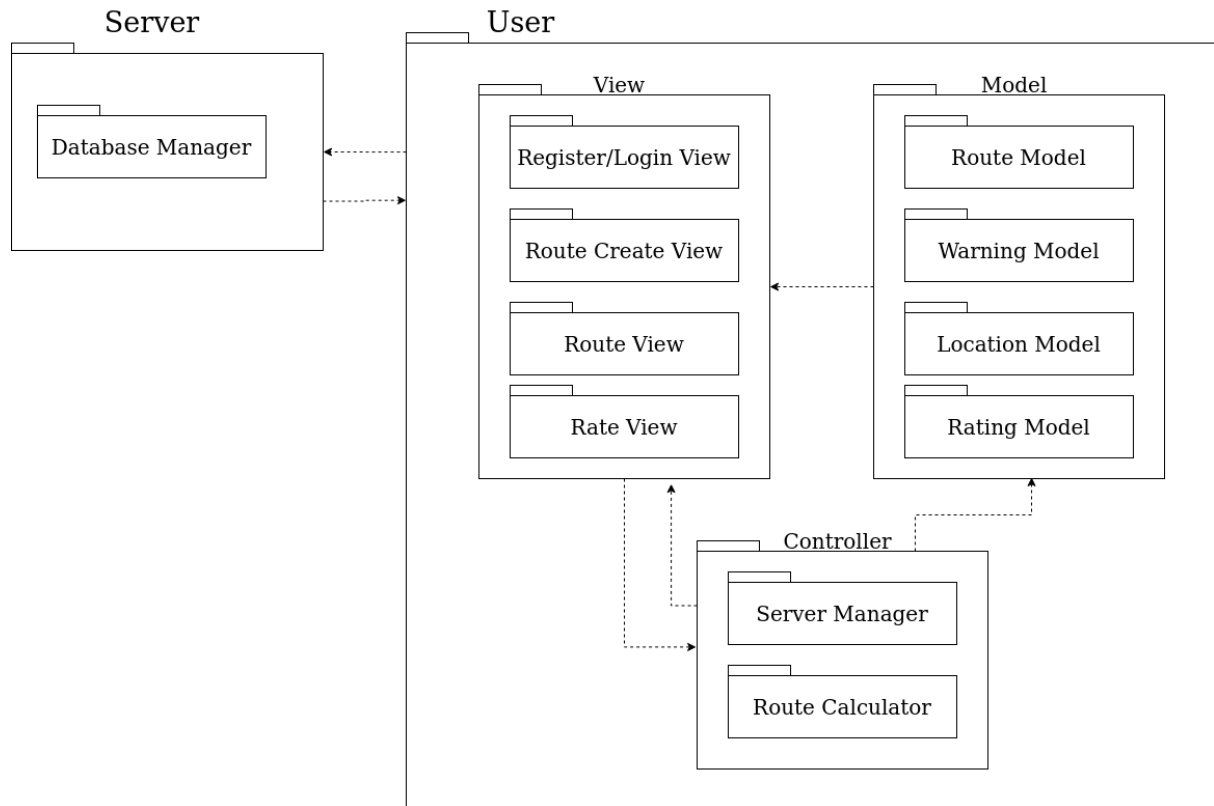 Server
User
Database Manager
View
Register/Login View
Route Create View
Route View
Rate View
Model
Route Model
Warning Model
Location Model
Rating Model
Controller
Server Manager
Route Calculator